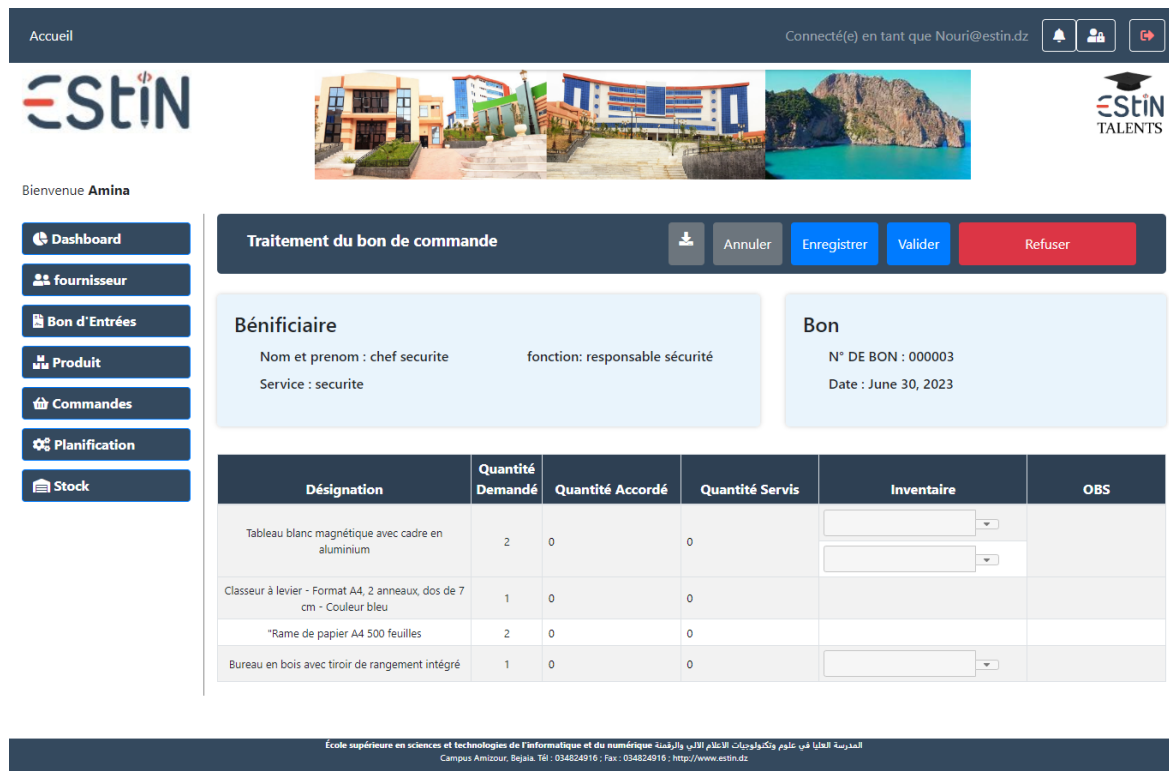 Accueil
Connecté(e) en tant que Nouri@estin.dz
EStiN
EStiN
TALENTS
Bienvenue Amina
Dashboard
fournisseur
Bon d'Entrées
Produit
Commandes
Planification
Stock
Traitement du bon de commande
Annuler
Enregistrer
Valider
Refuser
Bénificiaire
Nom et prenom : chef securite
fonction: responsable sécurité
Service : securite
Bon
N° DE BON : 000003
Date : June 30, 2023
Désignation
Quantité
Demandé
Quantité Accordé
Quantité Servis
Inventaire
OBS
Tableau blanc magnétique avec cadre en
aluminium
2
0
0
Classeur à levier - Format A4, 2 anneaux, dos de 7
cm - Couleur bleu
1
0
0
"Rame de papier A4 500 feuilles
2
0
0
Bureau en bois avec tiroir de rangement intégré
1
0
0
École supérieure en sciences et technologies de l'informatique et du numérique المدرسة العليا في علوم وتكنولوجيات الاعلام الالي والرقمنة
Campus Amizour, Bejaia. Tél : 034824916 ; Fax : 034824916 ; http://www.estin.dz